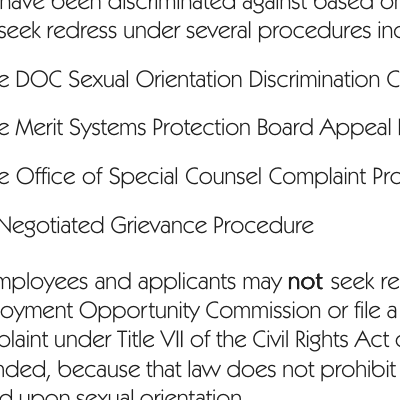 have been discriminated against based on
seek redress under several procedures inc
e DOC Sexual Orientation Discrimination C
e Merit Systems Protection Board Appeal
e Office of Special Counsel Complaint Pro
Negotiated Grievance Procedure
mployees and applicants may not seek re
loyment Opportunity Commission or file a
plaint under Title VII of the Civil Rights Act
nded, because that law does not prohibit
d upon sexual orientation.